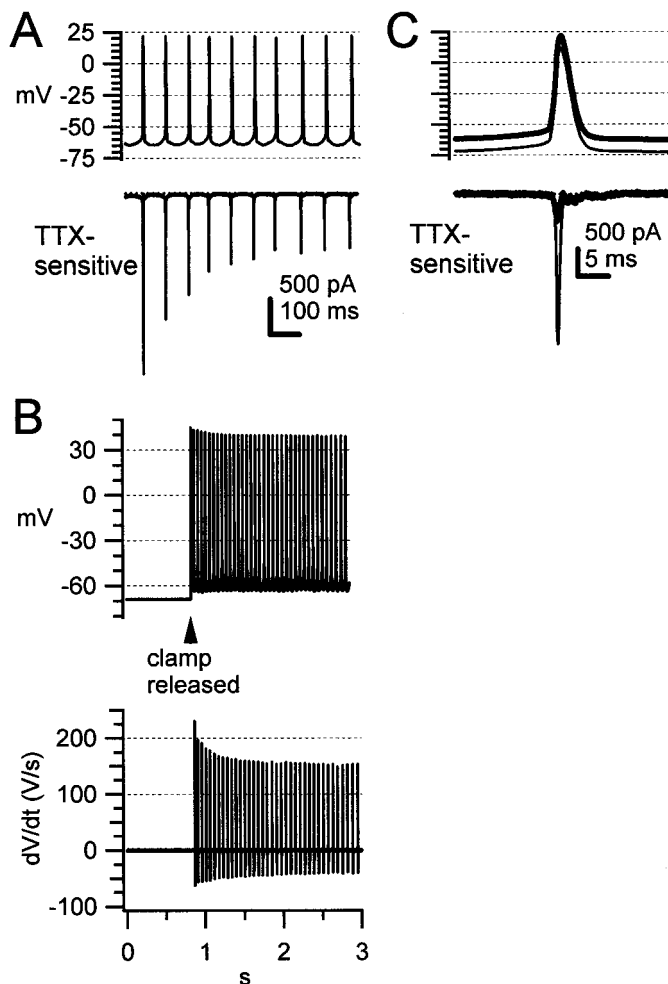 A
25
0
mV
-25
-50
-75
TTX-
sensitive
500 pA
100 ms
C
TTX-
sensitive
500 pA
5 ms
B
30
0
mV
-30
-60
clamp
released
200
100
dV/dt (V/s)
0
-100
0
1
2
3
s